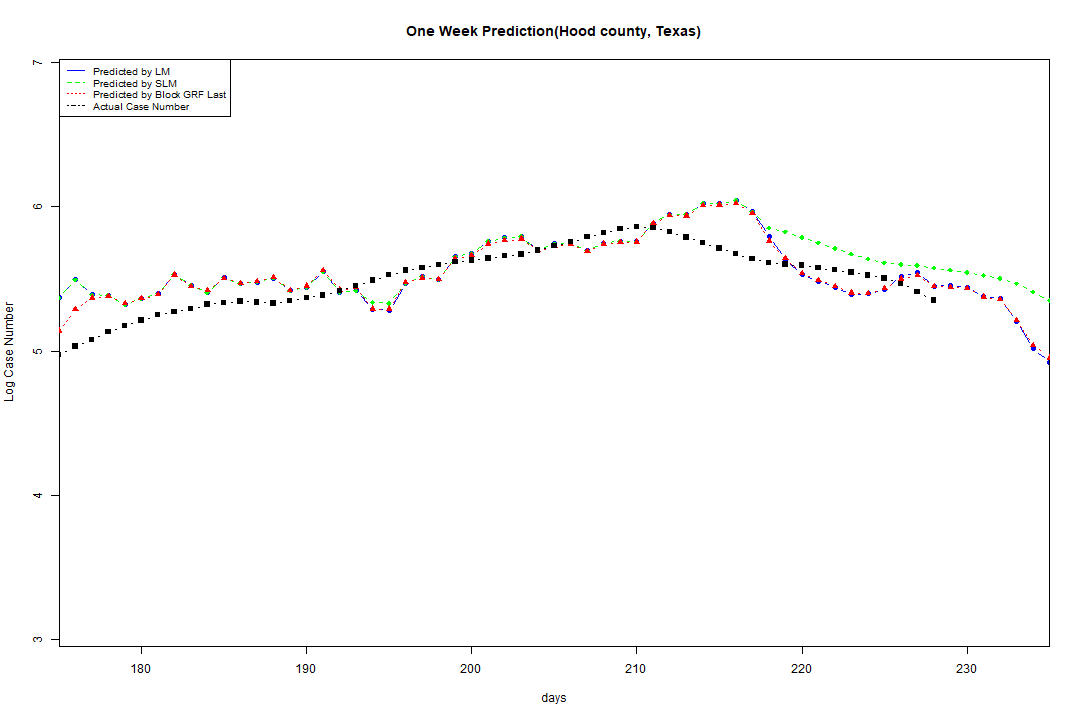 One Week Prediction(Hood county, Texas)
Predicted by LM
Predicted by SLM
Predicted by Block GRF Last
Actual Case Number
7
6
5
4
3
Log Case Number
180 190 200 210 220 230
days